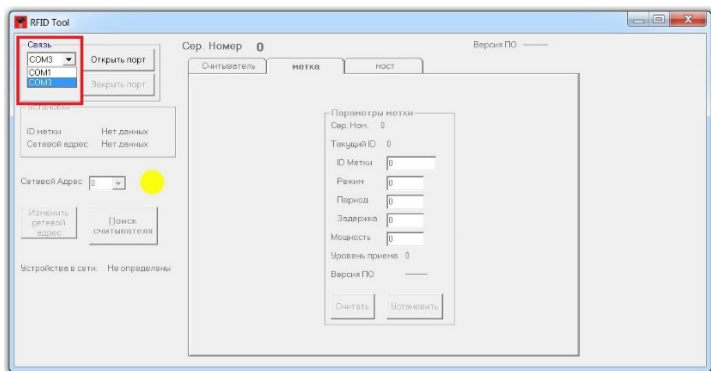 RFID Tool
Связь
COM3
Открыть порт
COM1
COM3
Закрыть порт
Установки
ID метки Нет данных
Сетевой адрес Нет данных
Сетевой Адрес 0
Изменить сетевой адрес
Поиск считывателя
Устройства в сети: Не определены
Сер. Номер 0
Версия ПО
Считыватель метка мост
Параметры метки
Сер. Ном. 0
Текущий ID 0
ID Метки 0
Режим 0
Период 0
Задержка 0
Мощность 0
Уровень приема 0
Версия ПО
Считать Установить